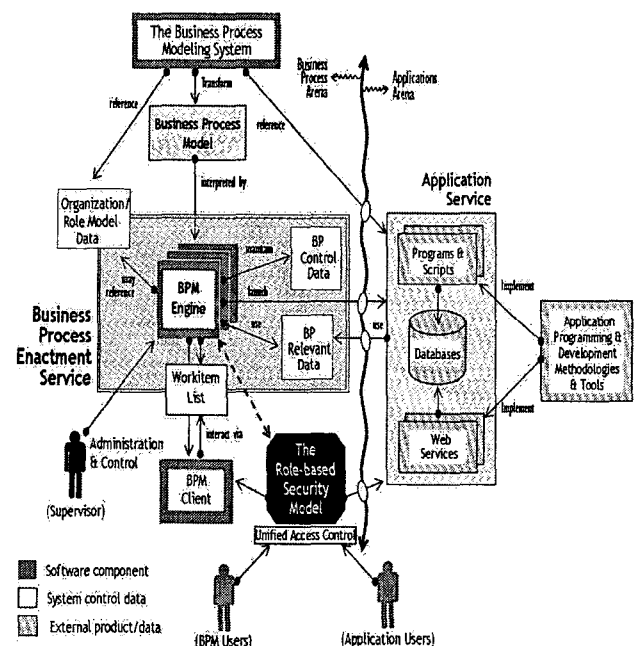 The Business Process
Modeling System
Business
Process
Arena
Applications
Arena
Transform
reference
reference
Business Process
Model
interpreted by
Organization/
Role Model
Data
Application
Service
BP
Control
Data
maintain
may
reference
BPM
Engine
launch
use
BP
Relevant
Data
use
Business
Process
Enactment
Service
Programs &
Scripts
Databases
Web
Services
Implement
Implement
Application
Programming &
Development
Methodologies
& Tools
Workitem
List
interact via
Administration
& Control
(Supervisor)
BPM
Client
The
Role-based
Security
Model
Unified Access Control
Software component
System control data
External product/data
(BPM Users)
(Application Users)